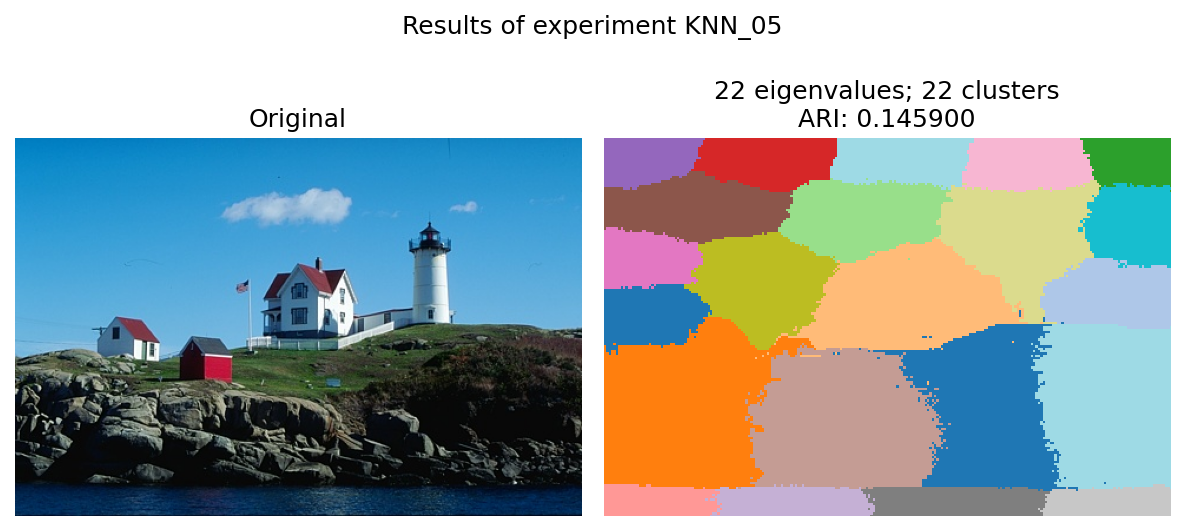 Results of experiment KNN_05
Original
22 eigenvalues; 22 clusters
ARI: 0.145900